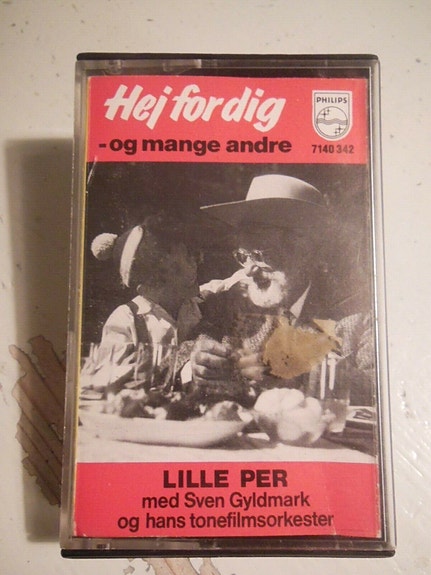 Hej for dig
- og mange andre
PHILIPS
7140 342
LILLE PER
med Sven Gyldmark
og hans tonefilmsorkester